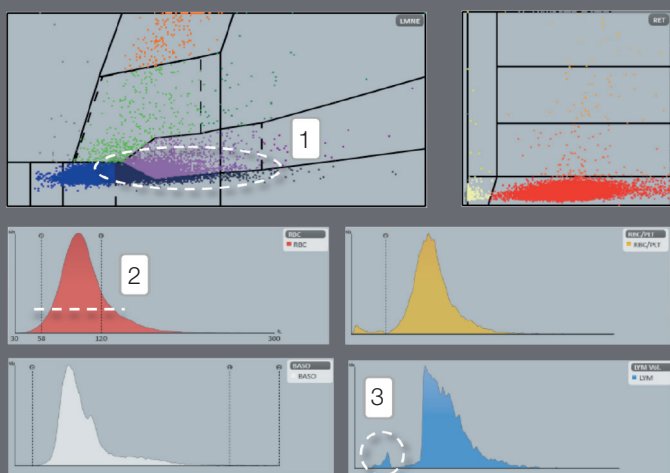 LMNE
RET
1
RBC
RBC
2
30
58
120
300
RBC/PLT
RBC/PLT
BASO
BASO
LYM Vol.
LYM
3